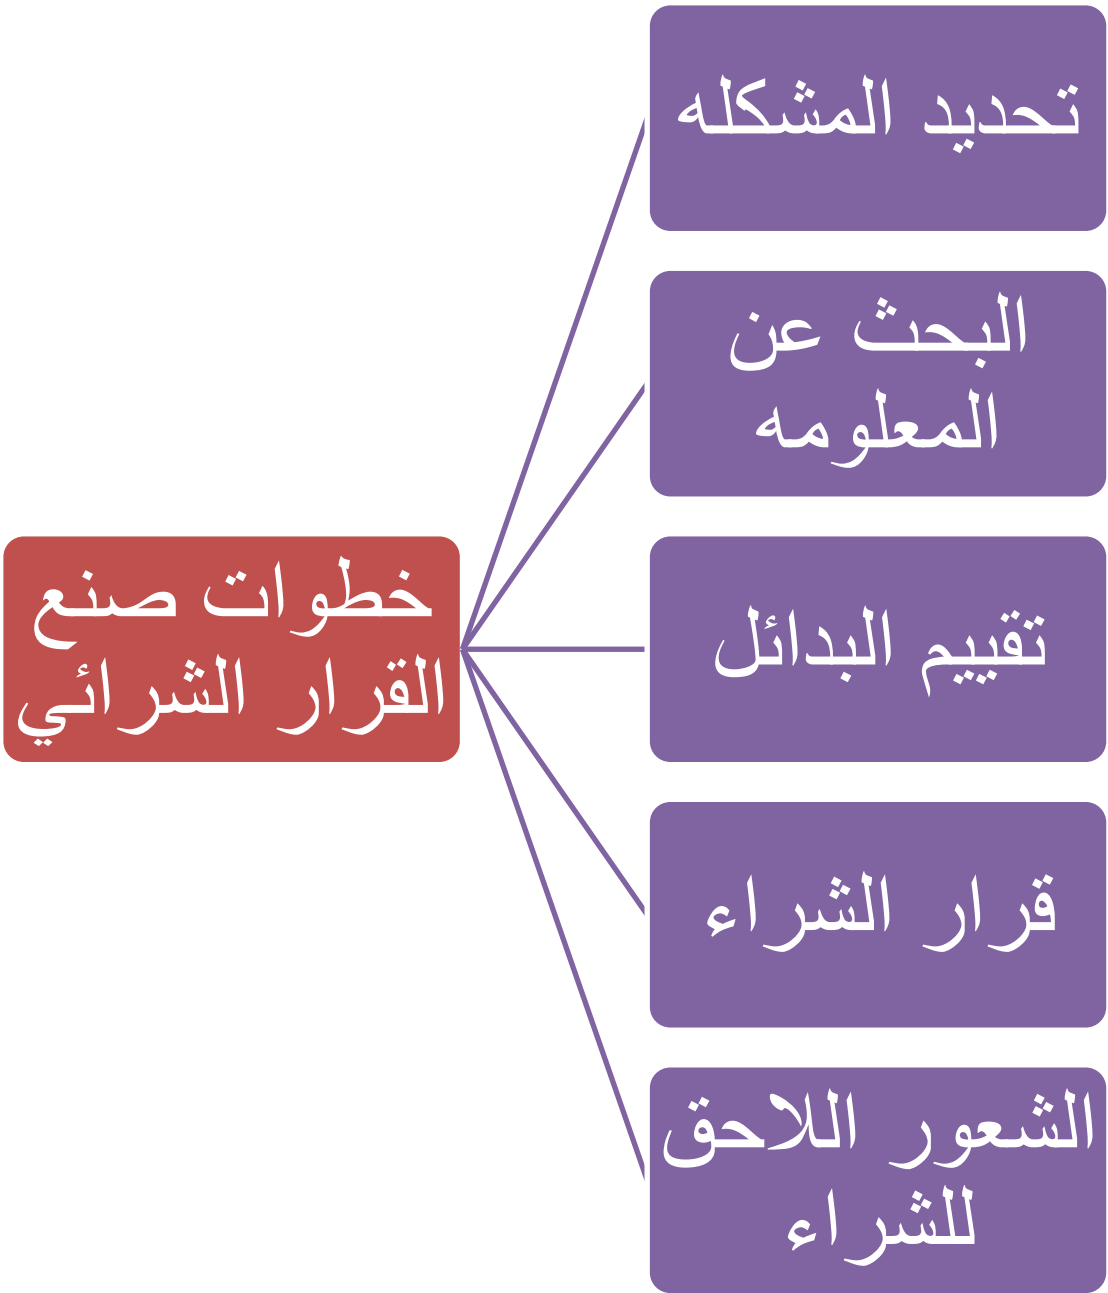 تحديد المشكله
البحث عن
المعلومه
خطوات صنع
القرار الشرائي
تقييم البدائل
قرار الشراء
الشعور اللاحق
للشراء